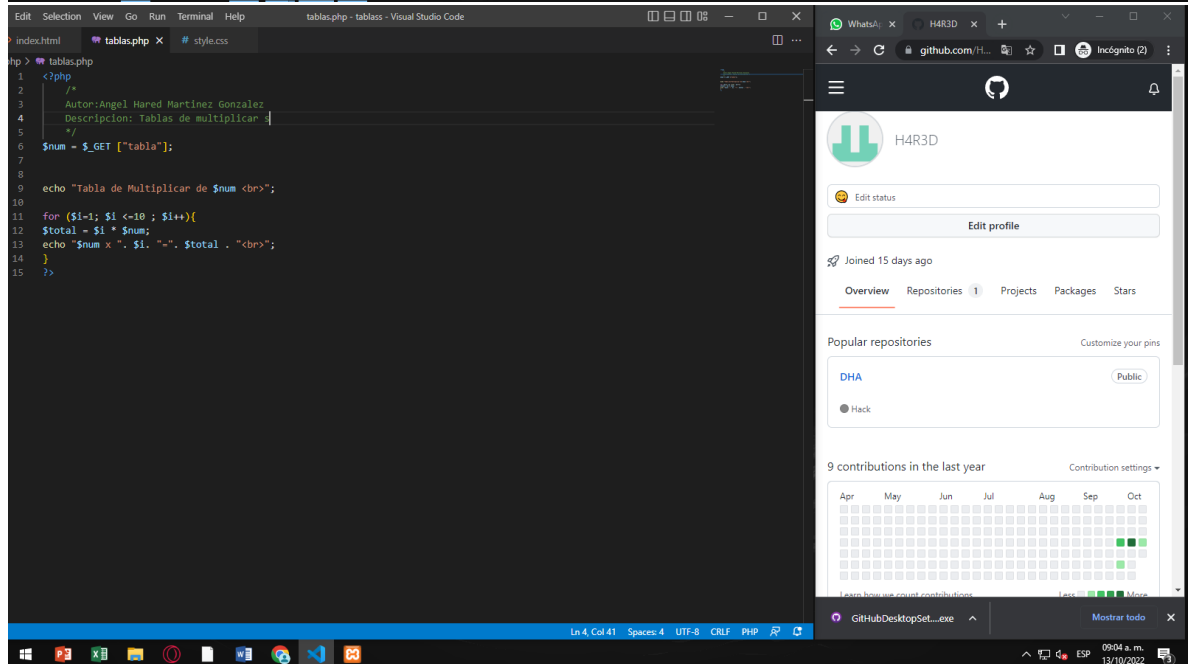 Edit Selection View Go Run Terminal Help tablas.php - tablass - Visual Studio Code
index.html tablas.php # style.css
php > tablas.php
1 <?php
2 /*
3 Autor:Angel Hared Martinez Gonzalez
4 Descripcion: Tablas de multiplicar s
5 */
6 $num = $_GET ["tabla"];
7
8
9 echo "Tabla de Multiplicar de $num <br>";
10
11 for ($i=1; $i <=10 ; $i++){
12 $total = $i * $num;
13 echo "$num x ". $i. "=". $total . "<br>";
14 }
15 ?>
Ln 4, Col 41 Spaces: 4 UTF-8 CRLF PHP
WhatsAp H4R3D
github.com/H... Incógnito (2)
H4R3D
Edit status
Edit profile
Joined 15 days ago
Overview Repositories 1 Projects Packages Stars
Popular repositories Customize your pins
DHA Public
Hack
9 contributions in the last year Contribution settings
Apr May Jun Jul Aug Sep Oct
Learn how we count contributions Less More
GitHubDesktopSet....exe Mostrar todo
ESP 09:04 a. m.
13/10/2022 3